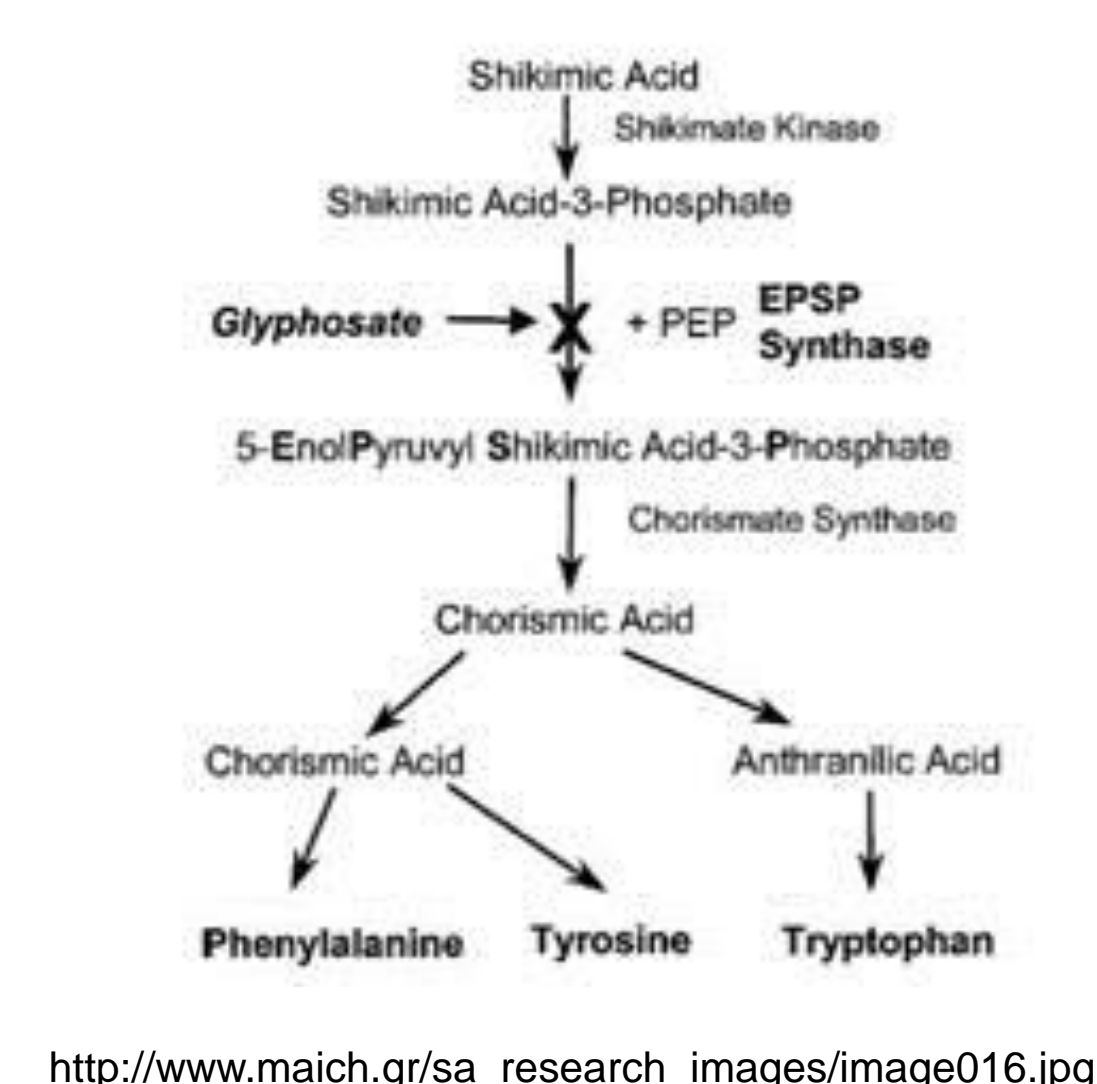 Shikimic Acid
Shikimate Kinase
Shikimic Acid-3-Phosphate
Glyphosate
X
+ PEP
EPSP
Synthase
5-EnolPyruvyl Shikimic Acid-3-Phosphate
Chorismate Synthase
Chorismic Acid
Chorismic Acid
Anthranilic Acid
Phenylalanine
Tyrosine
Tryptophan
http://www.maich.gr/sa_research_images/image016.jpg